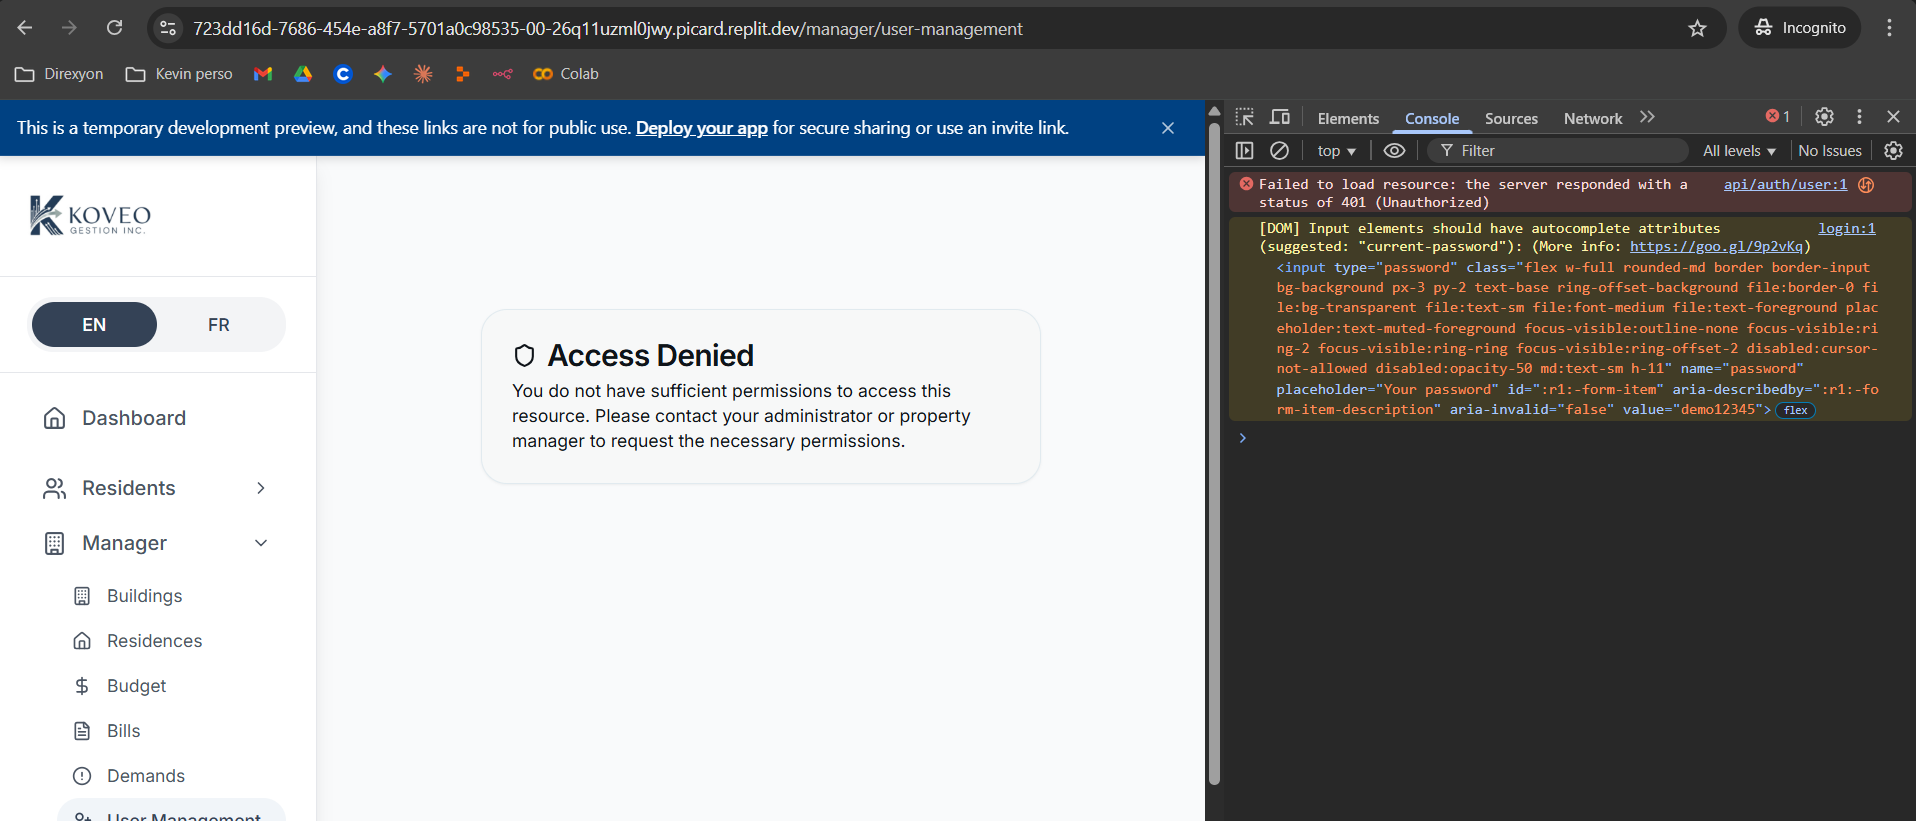 723dd16d-7686-454e-a8f7-5701a0c98535-00-26q11uzml0jwy.picard.replit.dev/manager/user-management
Incognito
Direxyon
Kevin perso
Colab
This is a temporary development preview, and these links are not for public use. Deploy your app for secure sharing or use an invite link.
KOVEO
GESTION INC.
EN
FR
Dashboard
Residents
Manager
Buildings
Residences
Budget
Bills
Demands
User Management
Access Denied
You do not have sufficient permissions to access this
resource. Please contact your administrator or property
manager to request the necessary permissions.
Elements
Console
Sources
Network
1
top
Filter
All levels
No Issues
Failed to load resource: the server responded with a api/auth/user:1
status of 401 (Unauthorized)
[DOM] Input elements should have autocomplete attributes login:1
(suggested: "current-password"): (More info: https://goo.gl/9p2vKq)
<input type="password" class="flex w-full rounded-md border border-input
bg-background px-3 py-2 text-base ring-offset-background file:border-0 fi
le:bg-transparent file:text-sm file:font-medium file:text-foreground plac
eholder:text-muted-foreground focus-visible:outline-none focus-visible:ri
ng-2 focus-visible:ring-ring focus-visible:ring-offset-2 disabled:cursor-
not-allowed disabled:opacity-50 md:text-sm h-11" name="password"
placeholder="Your password" id=":r1:-form-item" aria-describedby=":r1:-fo
rm-item-description" aria-invalid="false" value="demo12345"> flex